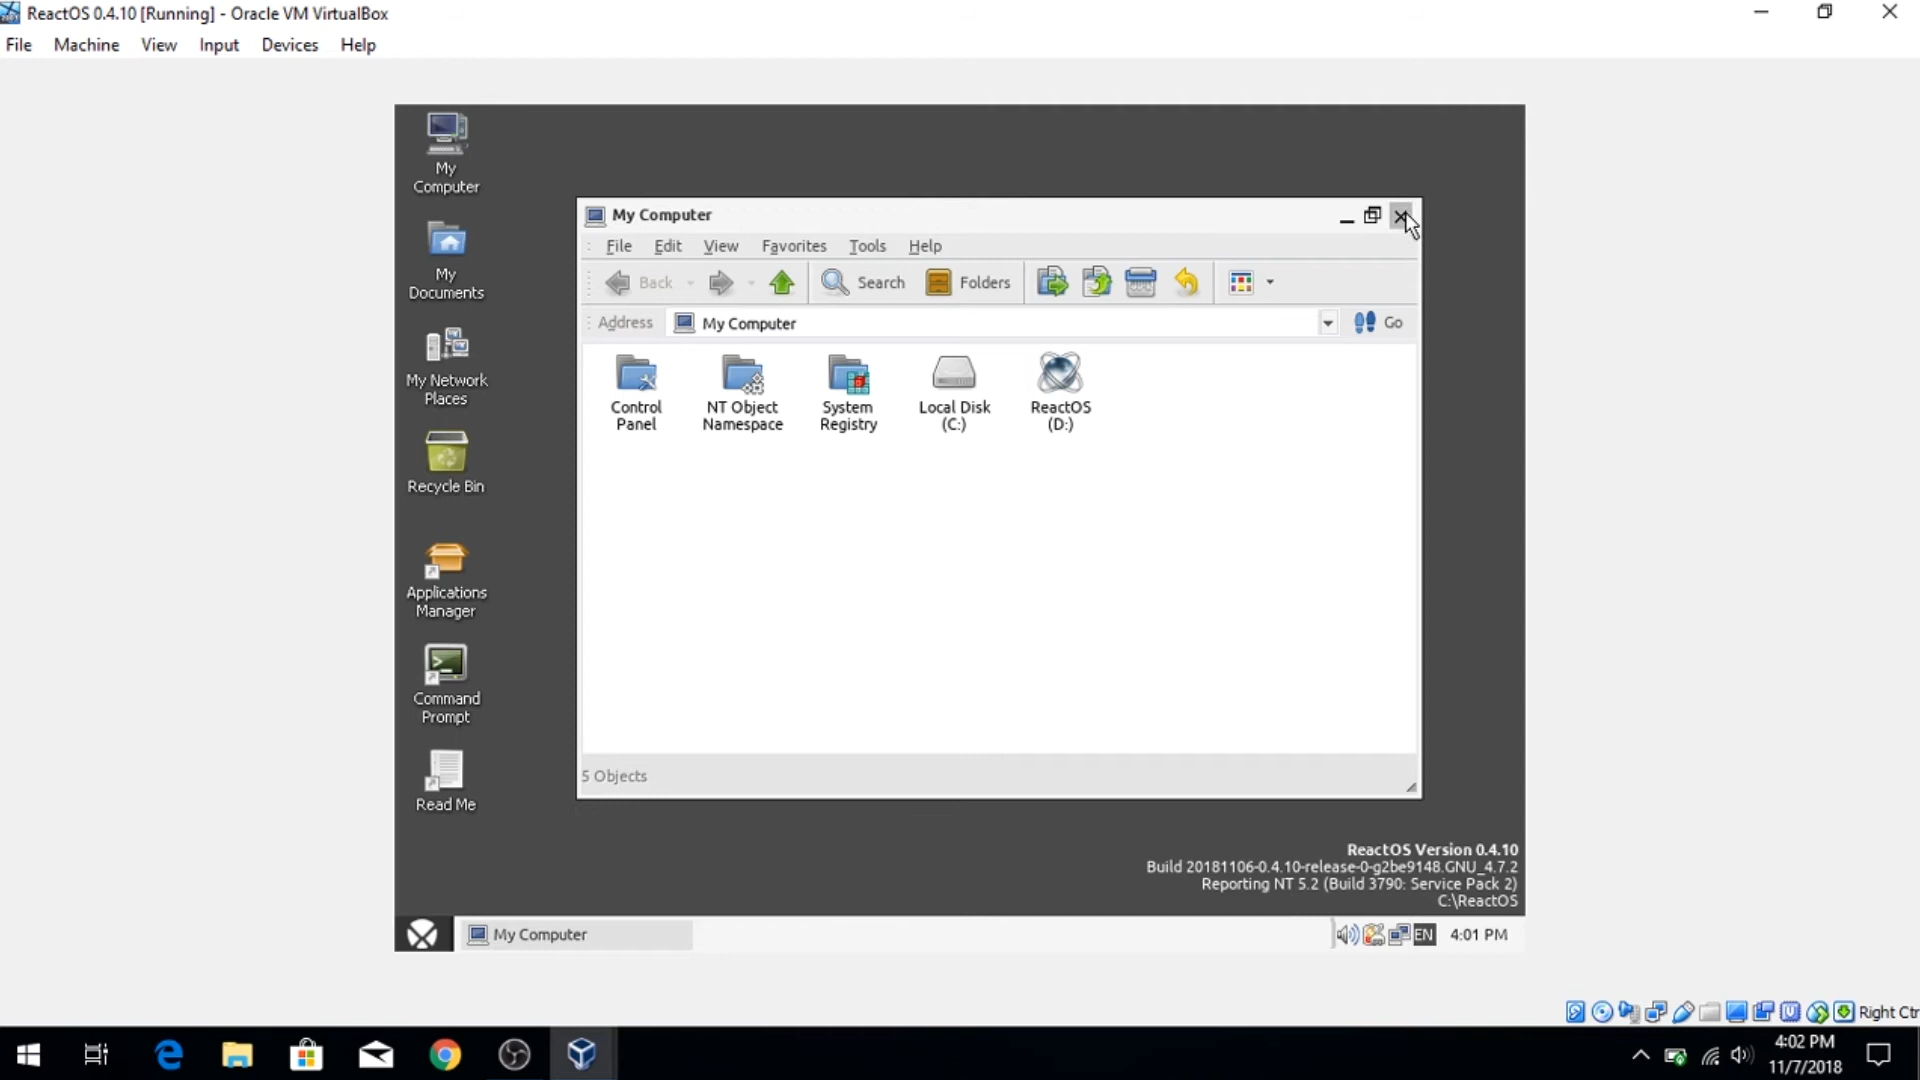 ReactOS 0.4.10 [Running] - Oracle VM VirtualBox
File Machine View Input Devices Help
My
Computer
My
Documents
My Network
Places
Recycle Bin
Applications
Manager
Command
Prompt
Read Me
My Computer
File Edit View Favorites Tools Help
Back Search Folders
Address My Computer Go
Control
Panel
NT Object
Namespace
System
Registry
Local Disk
(C:)
ReactOS
(D:)
5 Objects
ReactOS Version 0.4.10
Build 20181106-0.4.10-release-0-g2be9148.GNU_4.7.2
Reporting NT 5.2 (Build 3790: Service Pack 2)
C:\ReactOS
My Computer EN 4:01 PM
Right Ctr
4:02 PM
11/7/2018